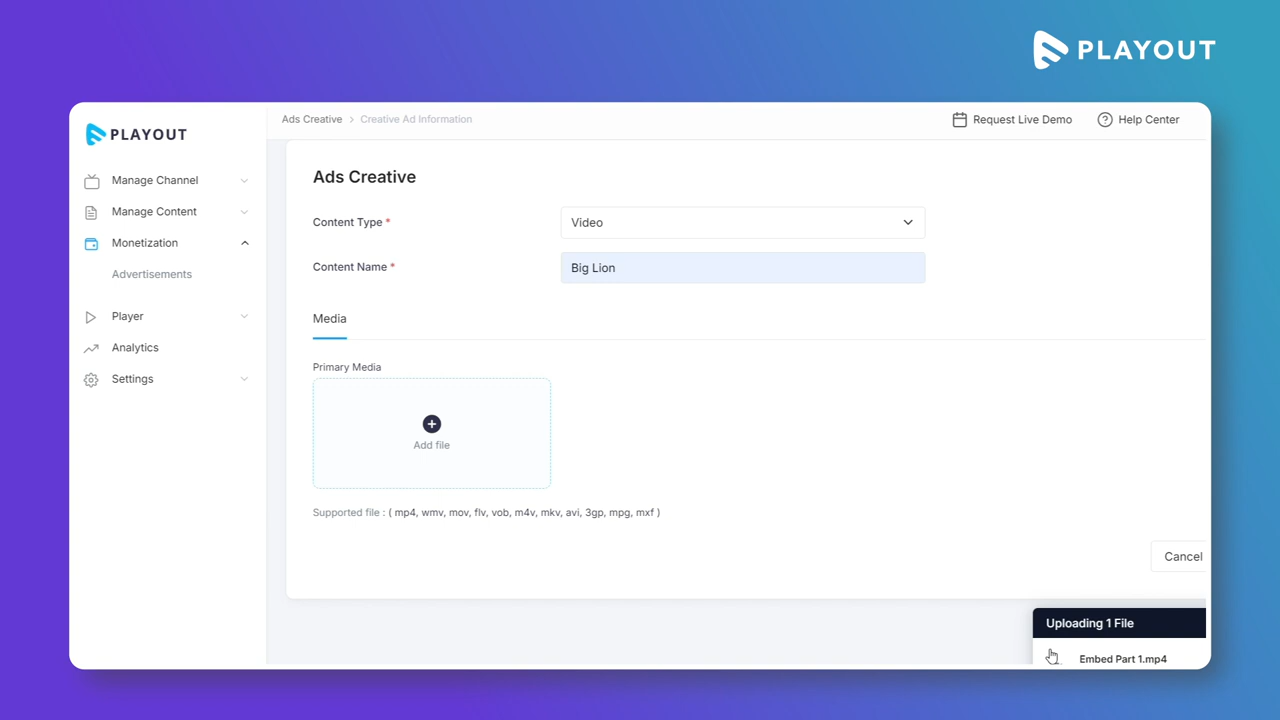 PLAYOUT
PLAYOUT
Manage Channel
Manage Content
Monetization
Advertisements
Player
Analytics
Settings
Ads Creative > Creative Ad Information
Request Live Demo
Help Center
Ads Creative
Content Type *
Video
Content Name *
Big Lion
Media
Primary Media
Add file
Supported file : ( mp4, wmv, mov, flv, vob, m4v, mkv, avi, 3gp, mpg, mxf )
Cancel
Uploading 1 File
Embed Part 1.mp4